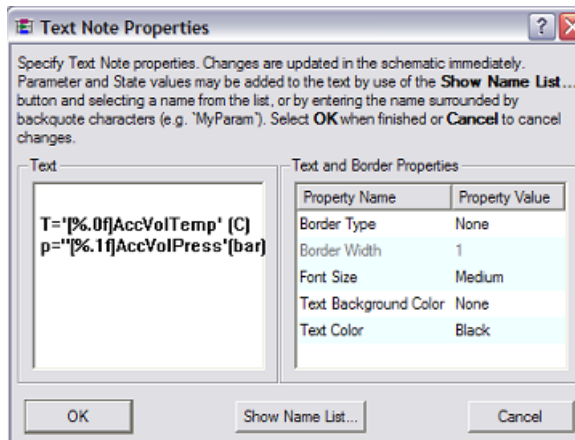 Text Note Properties
Specify Text Note properties. Changes are updated in the schematic immediately.
Parameter and State values may be added to the text by use of the Show Name List...
button and selecting a name from the list, or by entering the name surrounded by
backquote characters (e.g. `MyParam`). Select OK when finished or Cancel to cancel
changes.
Text
T='[%.0f]AccVolTemp' (C)
p=''[%.1f]AccVolPress'(bar)
Text and Border Properties
Property Name Property Value
Border Type None
Border Width 1
Font Size Medium
Text Background Color None
Text Color Black
OK Show Name List... Cancel